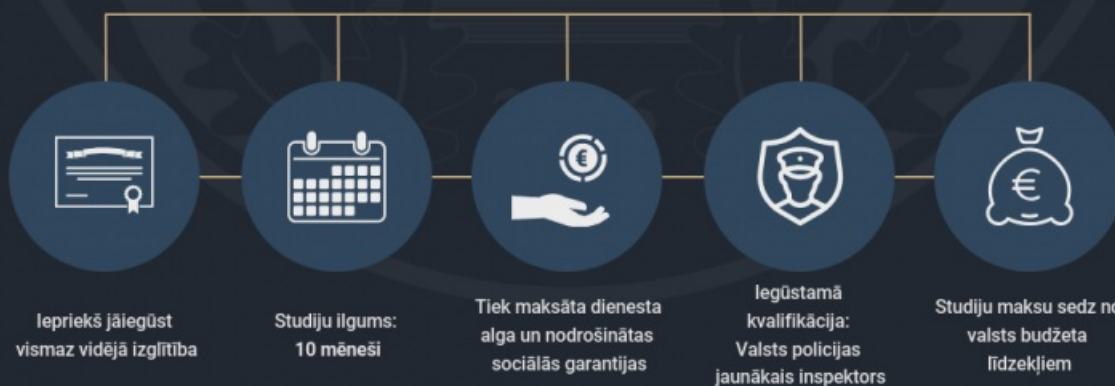 Iepriekš jāiegūst
vismaz vidējā izglītība
Studiju ilgums:
10 mēneši
Tiek maksāta dienesta
alga un nodrošinātas
sociālās garantijas
Iegūstamā
kvalifikācija:
Valsts policijas
jaunākais inspektors
Studiju maksu sedz no
valsts budžeta
līdzekļiem